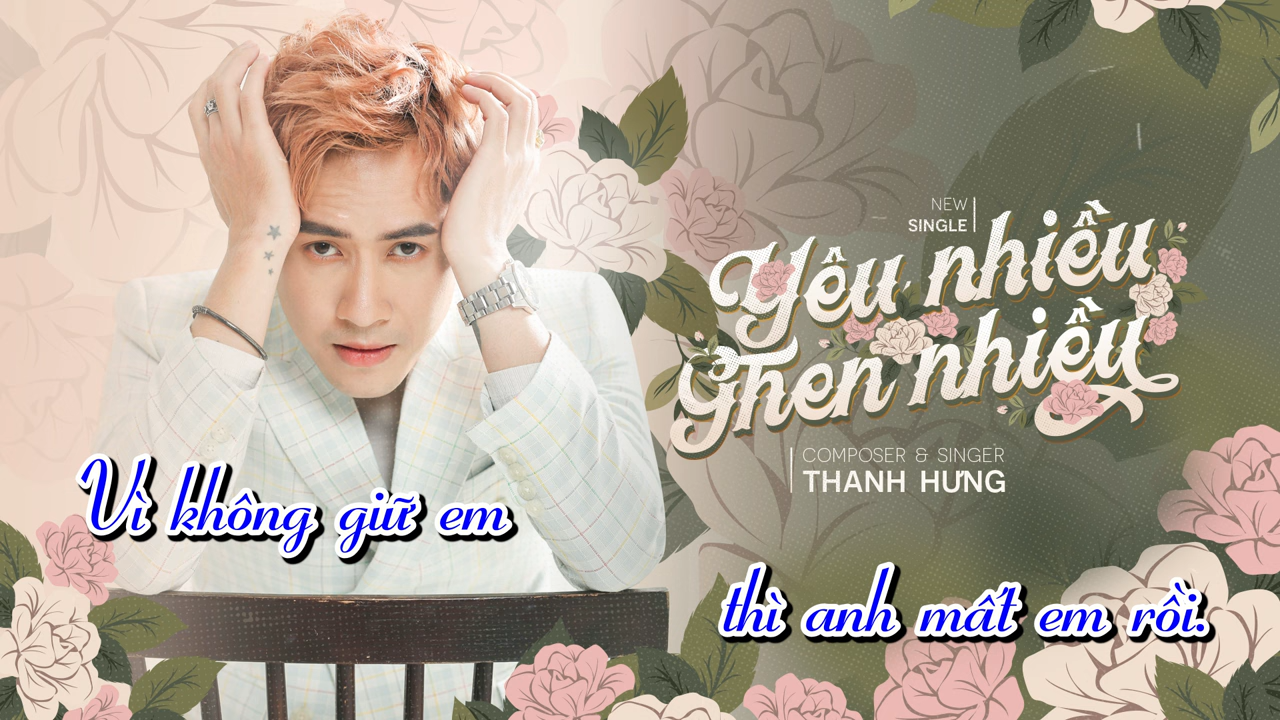 NEW
SINGLE
Yêu nhiều
Ghen nhiều
COMPOSER & SINGER
THANH HƯNG
Vì không giữ em
thì anh mất em rồi.